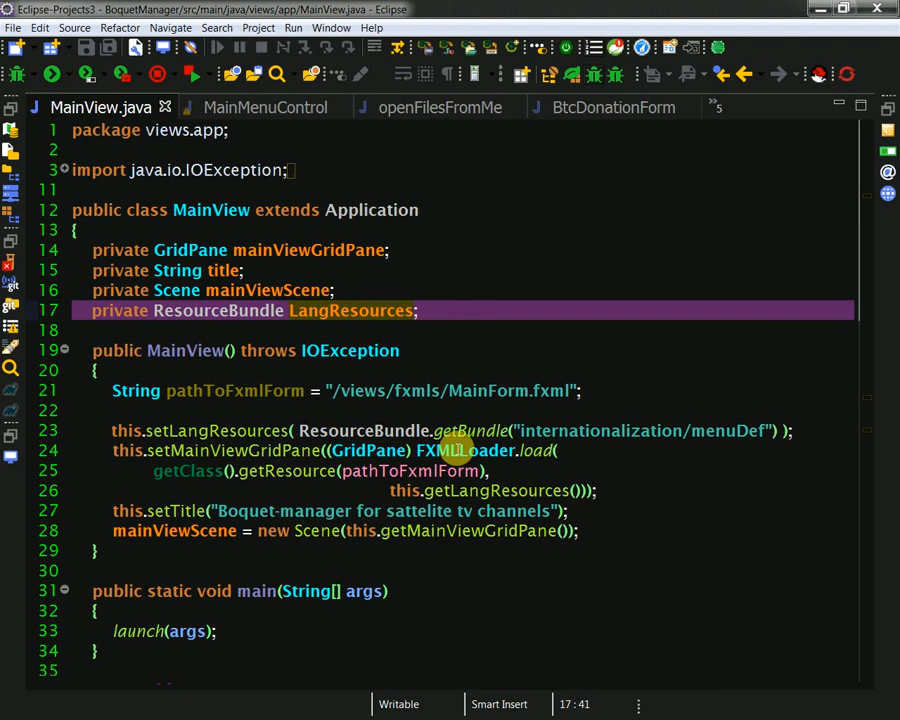 Eclipse-Projects3 - BoquetManager/src/main/java/views/app/MainView.java - Eclipse
File Edit Source Refactor Navigate Search Project Run Window Help
MainView.java MainMenuControl openFilesFromMe BtcDonationForm »5
1 package views.app;
2
3 import java.io.IOException;
11
12 public class MainView extends Application
13 {
14 private GridPane mainViewGridPane;
15 private String title;
16 private Scene mainViewScene;
17 private ResourceBundle LangResources;
18
19 public MainView() throws IOException
20 {
21 String pathToFxmlForm = "/views/fxmls/MainForm.fxml";
22
23 this.setLangResources( ResourceBundle.getBundle("internationalization/menuDef") );
24 this.setMainViewGridPane((GridPane) FXMLLoader.load(
25 getClass().getResource(pathToFxmlForm),
26 this.getLangResources()));
27 this.setTitle("Boquet-manager for sattelite tv channels");
28 mainViewScene = new Scene(this.getMainViewGridPane());
29 }
30
31 public static void main(String[] args)
32 {
33 launch(args);
34 }
35
Writable Smart Insert 17 : 41